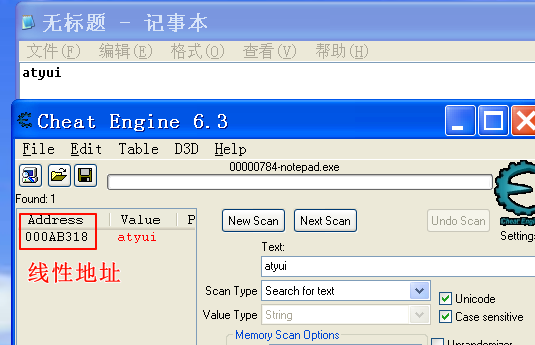 无标题 - 记事本
文件(F) 编辑(E) 格式(O) 查看(V) 帮助(H)
atyui
Cheat Engine 6.3
File Edit Table D3D Help
00000784-notepad.exe
Found: 1
Address Value P
000AB318 atyui
线性地址
New Scan Next Scan Undo Scan
Cheat Engine
Settings
Text:
atyui
Scan Type Search for text
Value Type String
Unicode
Case sensitive
Memory Scan Options
Unrandomizer